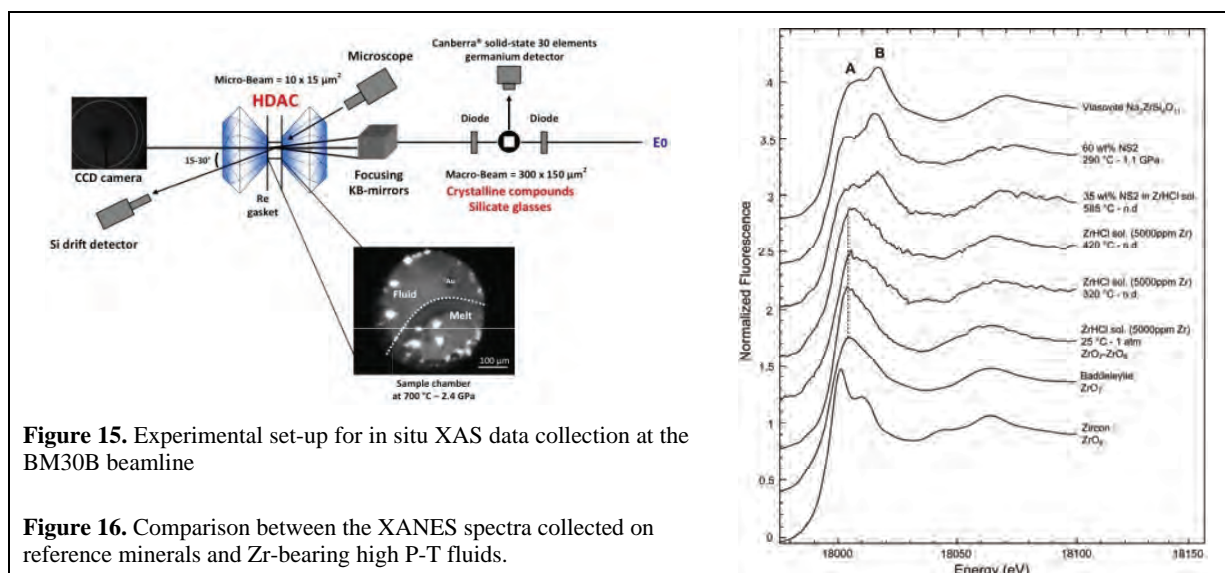 Canberra® solid-state 30 elements
germanium detector
Microscope
Micro-Beam = 10 x 15 µm²
HDAC
Diode
Diode
E0
15-30°
CCD camera
Focusing
KB-mirrors
Macro-Beam = 300 x 150 µm²
Crystalline compounds
Silicate glasses
Re
gasket
Si drift detector
Au
Fluid
Melt
100 µm
Sample chamber
at 700 °C – 2.4 GPa
Figure 15. Experimental set-up for in situ XAS data collection at the
BM30B beamline
Figure 16. Comparison between the XANES spectra collected on
reference minerals and Zr-bearing high P-T fluids.
Normalized Fluorescence
4
3.5
3
2.5
2
1.5
1
0.5
0
A
B
Vlasovite Na₂ZrSi₄O₁₁
60 wt% NS2
290 °C - 1.1 GPa
35 wt% NS2 in ZrHCl sol.
n.d
ZrHCl sol. (5000ppm Zr)
420 °C - n.d
ZrHCl sol. (5000ppm Zr)
320 °C - n.d
ZrHCl sol. (5000ppm Zr)
25 °C - 1 atm
ZrO₇-ZrO₈
Baddeleyite
ZrO₇
Zircon
ZrO₈
18000
18050
18100
18150
Energy (eV)